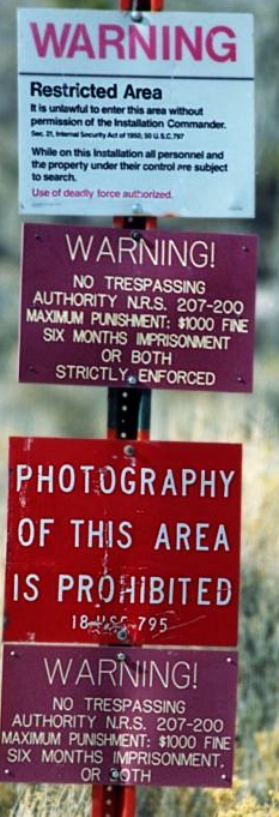 WARNING
Restricted Area
It is unlawful to enter this area without
permission of the Installation Commander.
Sec. 21, Internal Security Act of 1950; 50 U.S.C. 797
While on this Installation all personnel and
the property under their control are subject
to search.
Use of deadly force authorized.
WARNING!
NO TRESPASSING
AUTHORITY N.R.S. 207-200
MAXIMUM PUNISHMENT: $1000 FINE
SIX MONTHS IMPRISONMENT
OR BOTH
STRICTLY ENFORCED
PHOTOGRAPHY
OF THIS AREA
IS PROHIBITED
18 USC 795
WARNING!
NO TRESPASSING
AUTHORITY N.R.S. 207-200
MAXIMUM PUNISHMENT: $1000 FINE
SIX MONTHS IMPRISONMENT,
OR BOTH